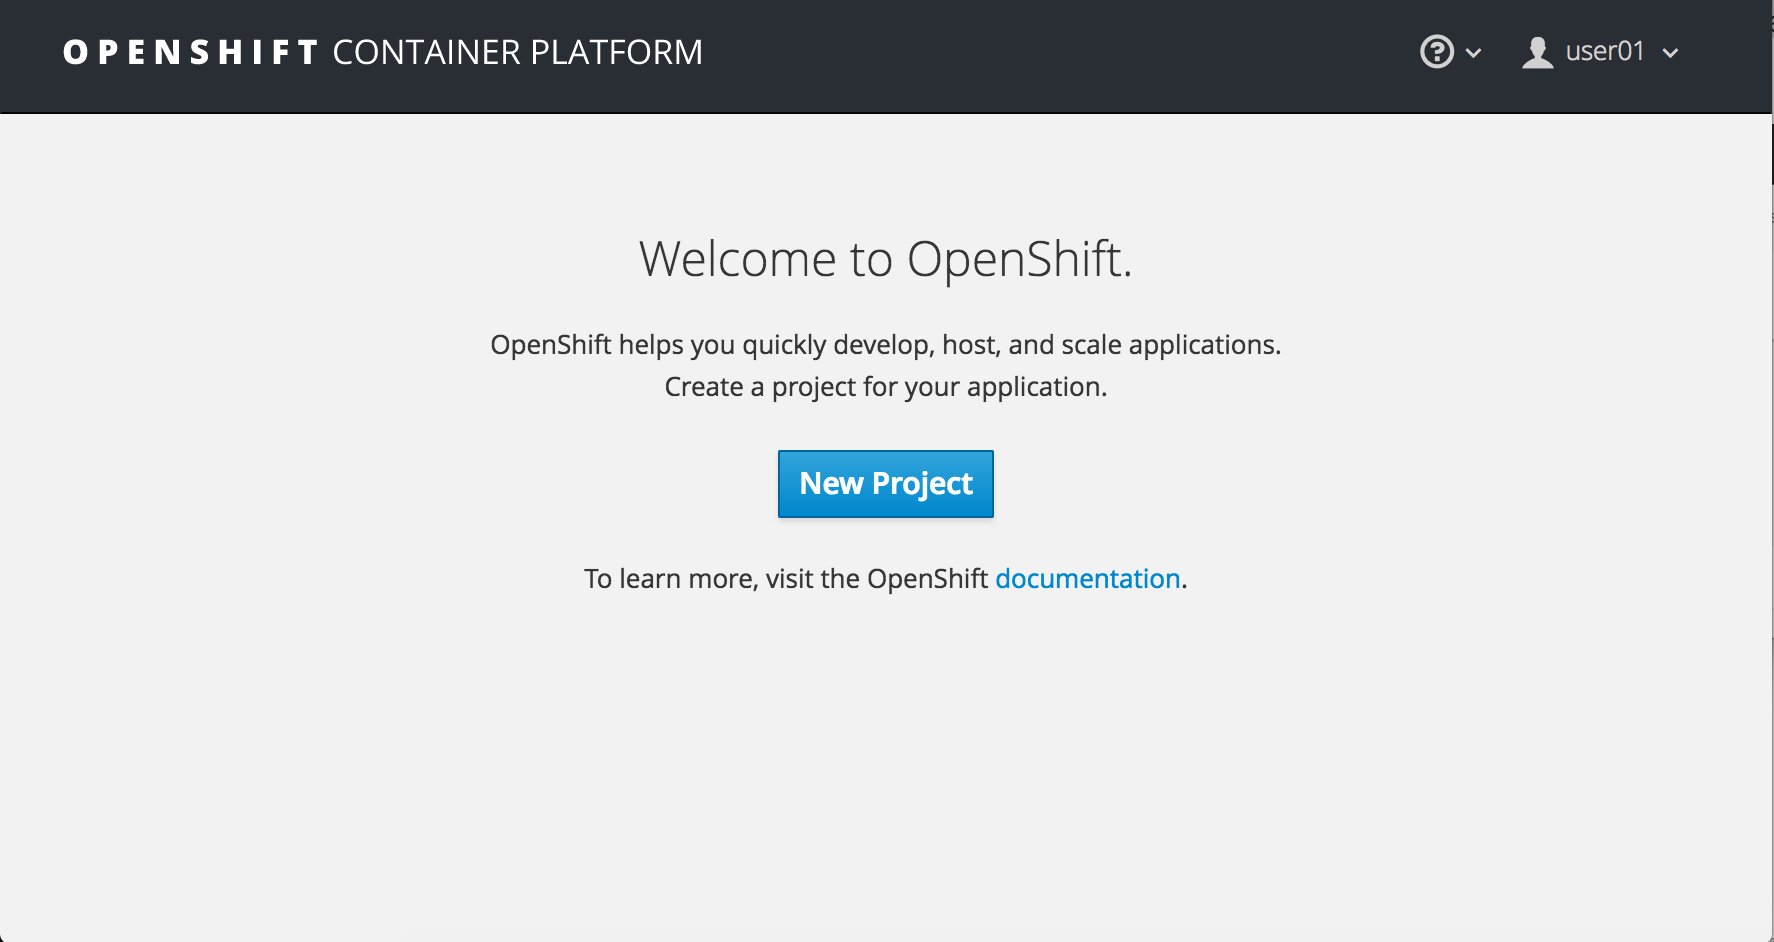 OPENSHIFT CONTAINER PLATFORM
user01
Welcome to OpenShift.
OpenShift helps you quickly develop, host, and scale applications.
Create a project for your application.
New Project
To learn more, visit the OpenShift documentation.